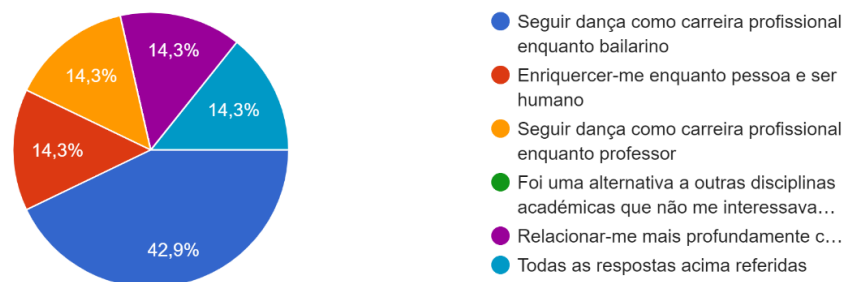 14,3%
14,3%
14,3%
14,3%
42,9%
Seguir dança como carreira profissional
enquanto bailarino
Enriquercer-me enquanto pessoa e ser
humano
Seguir dança como carreira profissional
enquanto professor
Foi uma alternativa a outras disciplinas
académicas que não me interessava…
Relacionar-me mais profundamente c…
Todas as respostas acima referidas